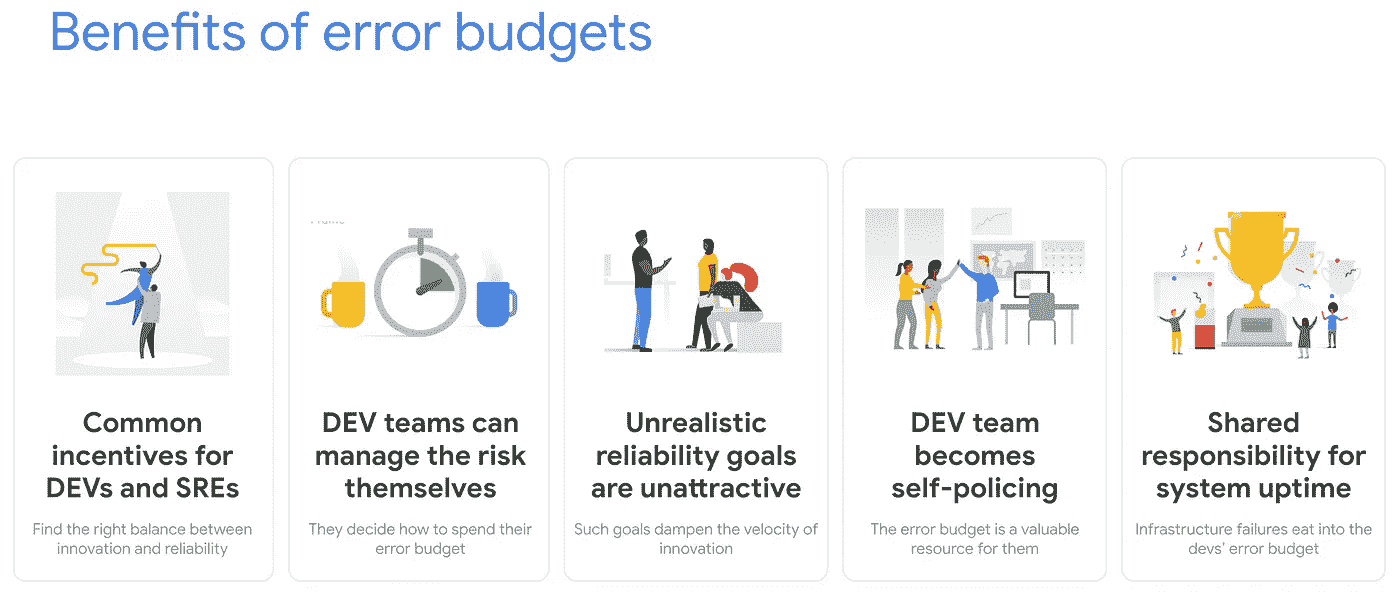 Benefits of error budgets
Common
incentives for
DEVs and SREs
Find the right balance between
innovation and reliability
DEV teams can
manage the risk
themselves
They decide how to spend their
error budget
Unrealistic
reliability goals
are unattractive
Such goals dampen the velocity of
innovation
DEV team
becomes
self-policing
The error budget is a valuable
resource for them
Shared
responsibility for
system uptime
Infrastructure failures eat into the
devs' error budget